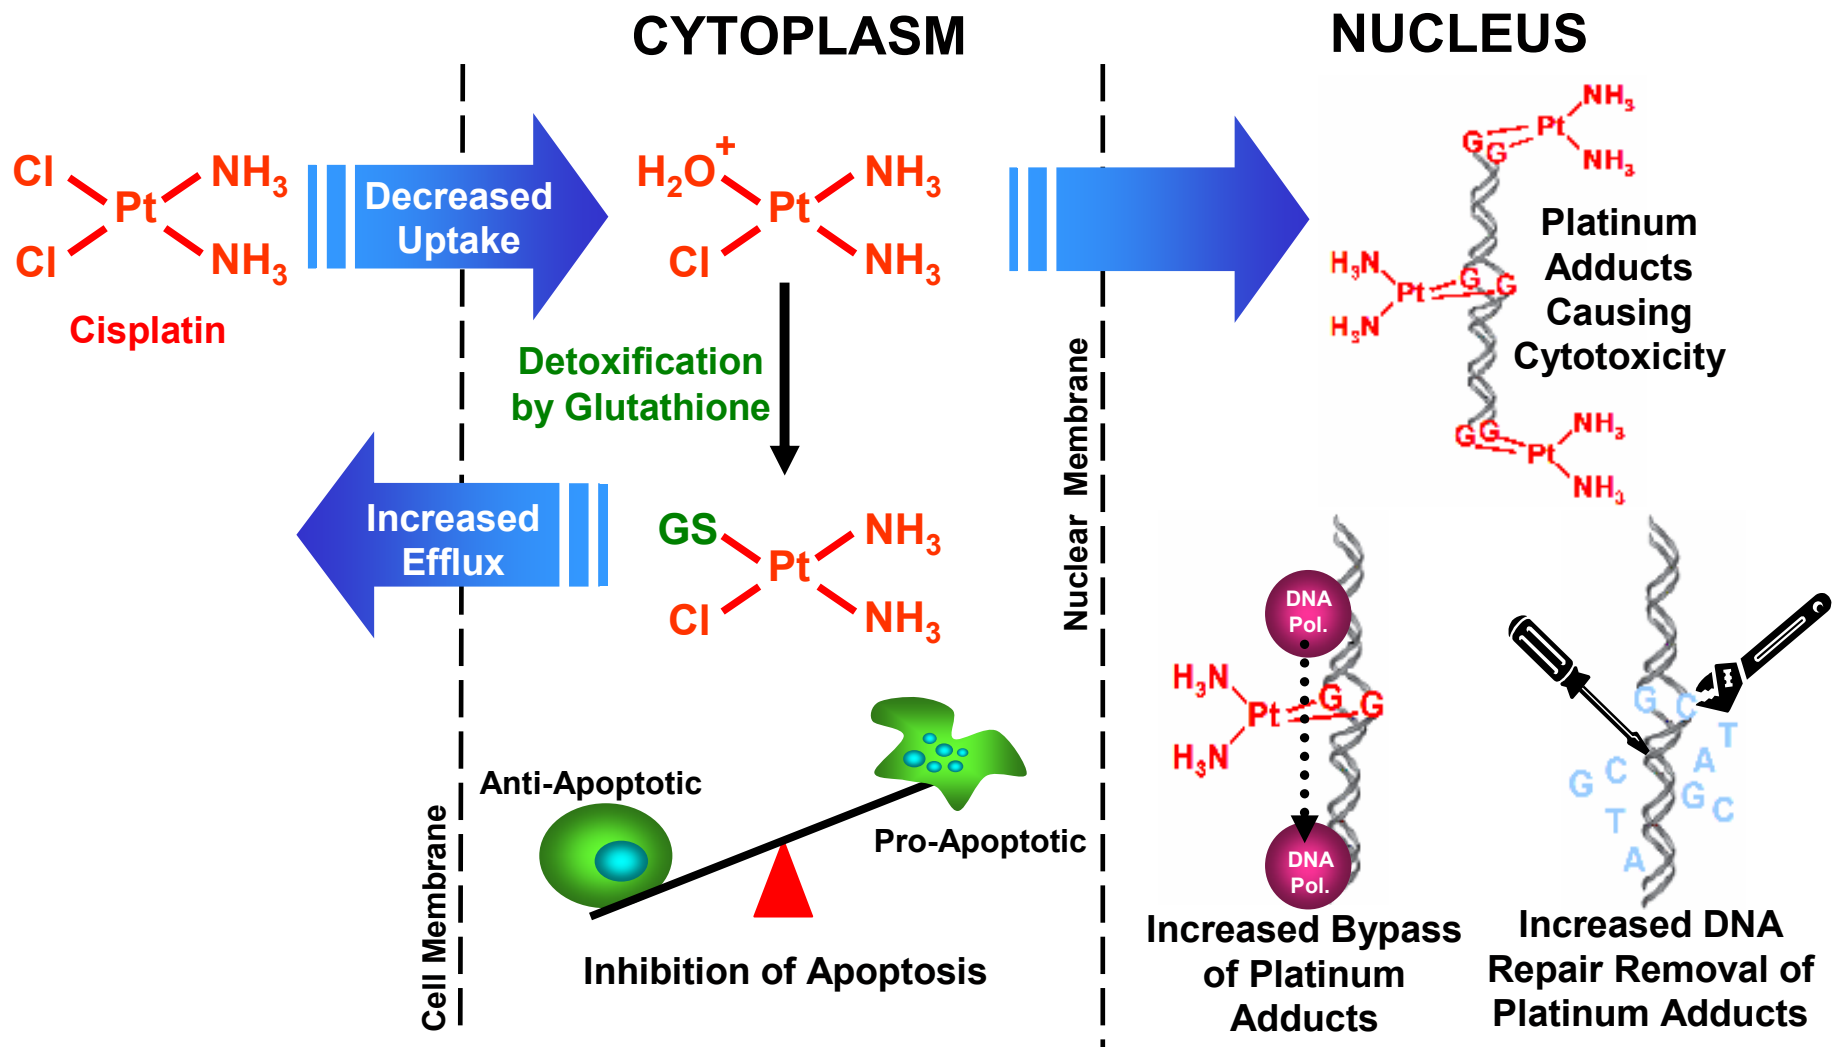 CYTOPLASM
NUCLEUS
Cl
NH3
Pt
Cl
NH3
Cisplatin
Decreased
Uptake
H2O+
NH3
Pt
Cl
NH3
Detoxification
by Glutathione
Increased
Efflux
GS
NH3
Pt
Cl
NH3
Anti-Apoptotic
Pro-Apoptotic
Inhibition of Apoptosis
Cell Membrane
Nuclear Membrane
NH3
G
G
Pt
NH3
Platinum
Adducts
Causing
Cytotoxicity
H3N
G
G
Pt
H3N
NH3
G
G
Pt
NH3
DNA
Pol.
H3N
G
G
Pt
H3N
DNA
Pol.
Increased Bypass
of Platinum
Adducts
G
C
T
A
C
G
G
C
T
A
Increased DNA
Repair Removal of
Platinum Adducts